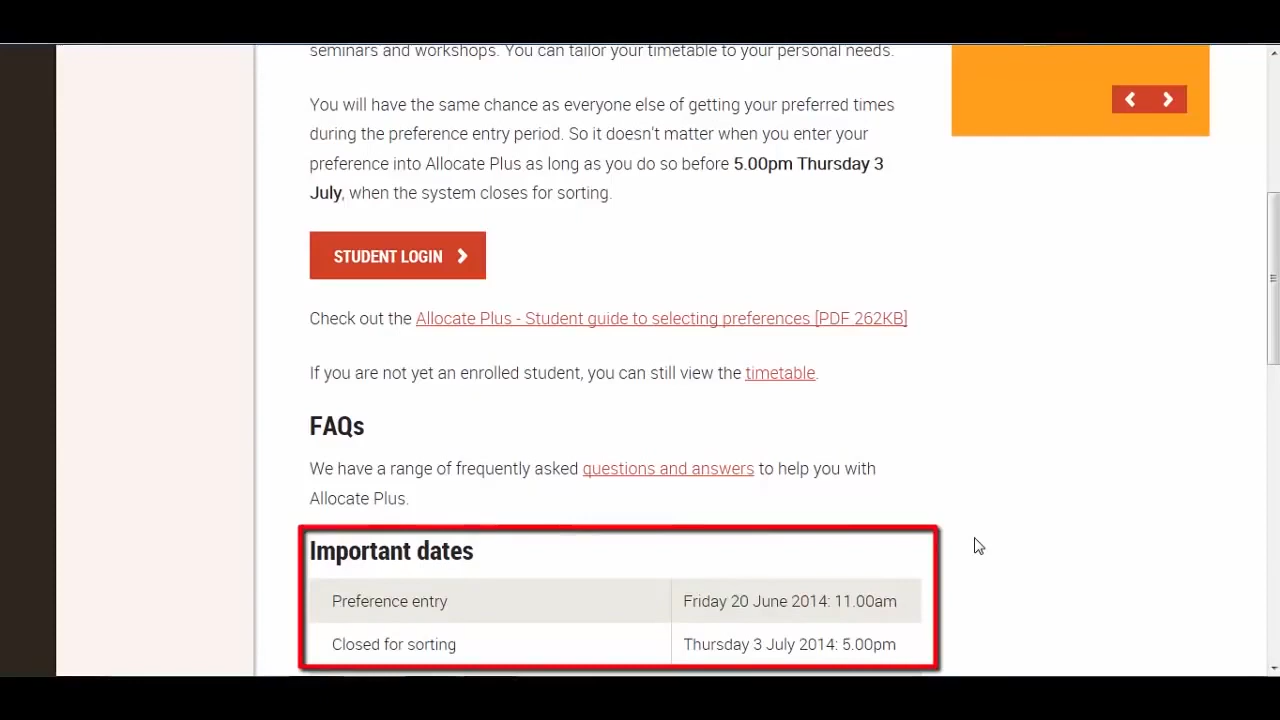 seminars and workshops. You can tailor your timetable to your personal needs.
You will have the same chance as everyone else of getting your preferred times
during the preference entry period. So it doesn't matter when you enter your
preference into Allocate Plus as long as you do so before 5.00pm Thursday 3
July, when the system closes for sorting.
STUDENT LOGIN
Check out the Allocate Plus - Student guide to selecting preferences [PDF 262KB]
If you are not yet an enrolled student, you can still view the timetable.
FAQs
We have a range of frequently asked questions and answers to help you with
Allocate Plus.
Important dates
Preference entry Friday 20 June 2014: 11.00am
Closed for sorting Thursday 3 July 2014: 5.00pm